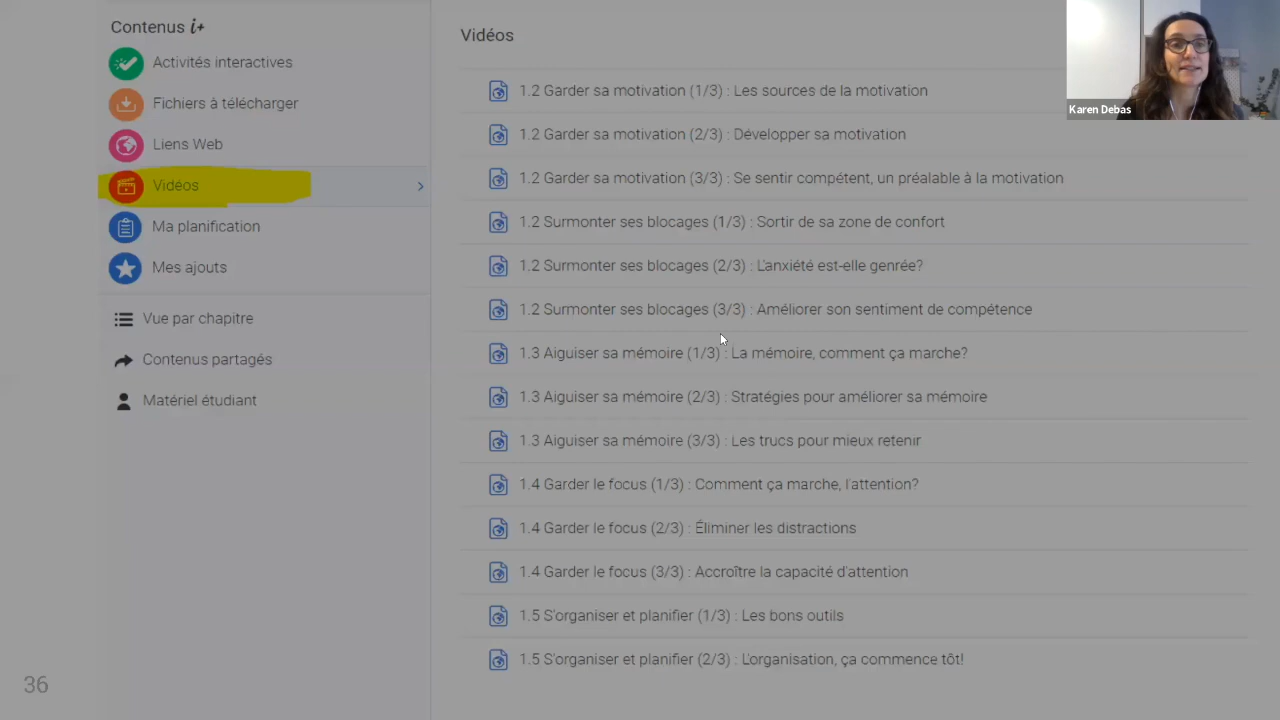 Contenus i+
Activités interactives
Fichiers à télécharger
Liens Web
Vidéos
Ma planification
Mes ajouts
Vue par chapitre
Contenus partagés
Matériel étudiant
36
Vidéos
1.2 Garder sa motivation (1/3) : Les sources de la motivation
1.2 Garder sa motivation (2/3) : Développer sa motivation
1.2 Garder sa motivation (3/3) : Se sentir compétent, un préalable à la motivation
1.2 Surmonter ses blocages (1/3) : Sortir de sa zone de confort
1.2 Surmonter ses blocages (2/3) : L'anxiété est-elle genrée?
1.2 Surmonter ses blocages (3/3) : Améliorer son sentiment de compétence
1.3 Aiguiser sa mémoire (1/3) : La mémoire, comment ça marche?
1.3 Aiguiser sa mémoire (2/3) : Stratégies pour améliorer sa mémoire
1.3 Aiguiser sa mémoire (3/3) : Les trucs pour mieux retenir
1.4 Garder le focus (1/3) : Comment ça marche, l'attention?
1.4 Garder le focus (2/3) : Éliminer les distractions
1.4 Garder le focus (3/3) : Accroître la capacité d'attention
1.5 S'organiser et planifier (1/3) : Les bons outils
1.5 S'organiser et planifier (2/3) : L'organisation, ça commence tôt!
Karen Debas